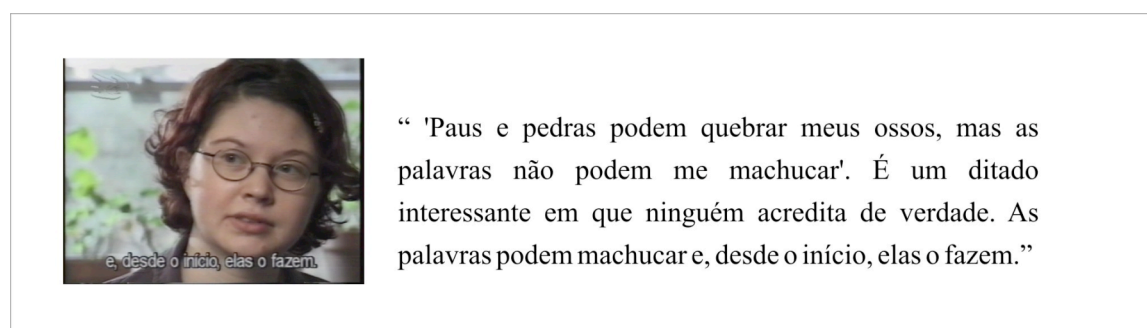 e, desde o início, elas o fazem.
“ 'Paus e pedras podem quebrar meus ossos, mas as
palavras não podem me machucar'. É um ditado
interessante em que ninguém acredita de verdade. As
palavras podem machucar e, desde o início, elas o fazem.”